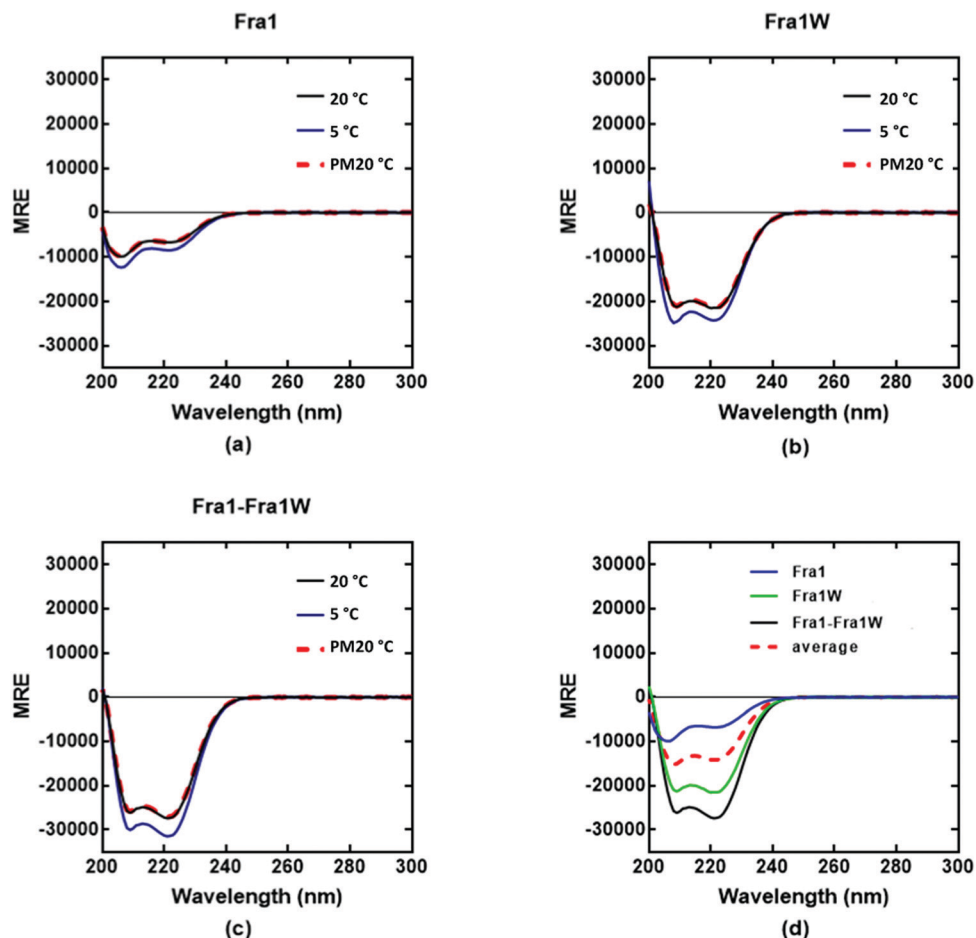 Fra1
MRE
30000
20000
10000
0
-10000
-20000
-30000
20 °C
5 °C
PM20 °C
200 220 240 260 280 300
Wavelength (nm)
(a)
Fra1W
MRE
30000
20000
10000
0
-10000
-20000
-30000
20 °C
5 °C
PM20 °C
200 220 240 260 280 300
Wavelength (nm)
(b)
Fra1-Fra1W
MRE
30000
20000
10000
0
-10000
-20000
-30000
20 °C
5 °C
PM20 °C
200 220 240 260 280 300
Wavelength (nm)
(c)
MRE
30000
20000
10000
0
-10000
-20000
-30000
Fra1
Fra1W
Fra1-Fra1W
average
200 220 240 260 280 300
Wavelength (nm)
(d)